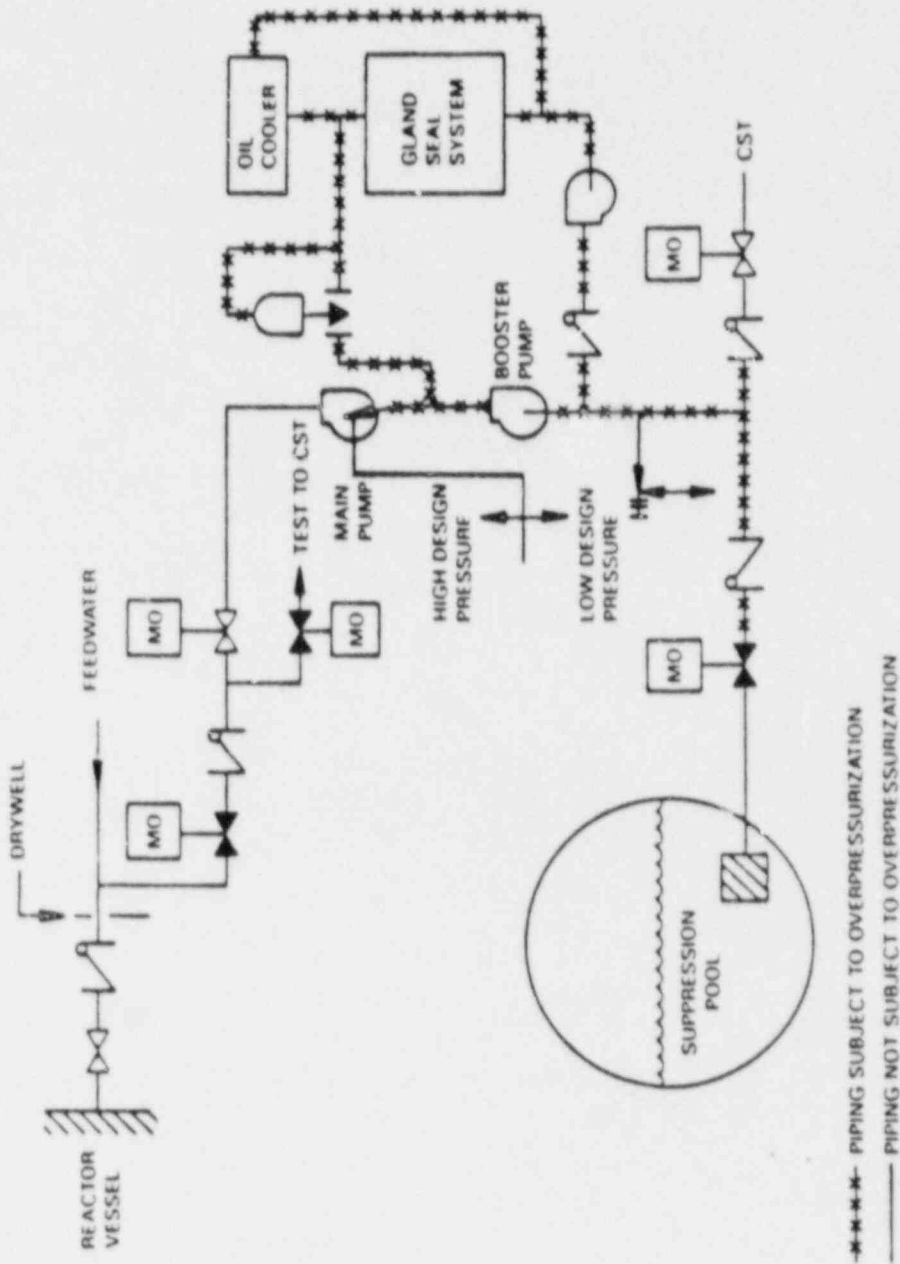 DRYWELL
FEEDWATER
REACTOR
VESSEL
MO
MO
TEST TO CST
MO
MAIN
PUMP
HIGH DESIGN
PRESSURE
LOW DESIGN
PRESSURE
BOOSTER
PUMP
OIL
COOLER
GLAND
SEAL
SYSTEM
MO
CST
MO
SUPPRESSION
POOL
PIPING SUBJECT TO OVERPRESSURIZATION
PIPING NOT SUBJECT TO OVERPRESSURIZATION